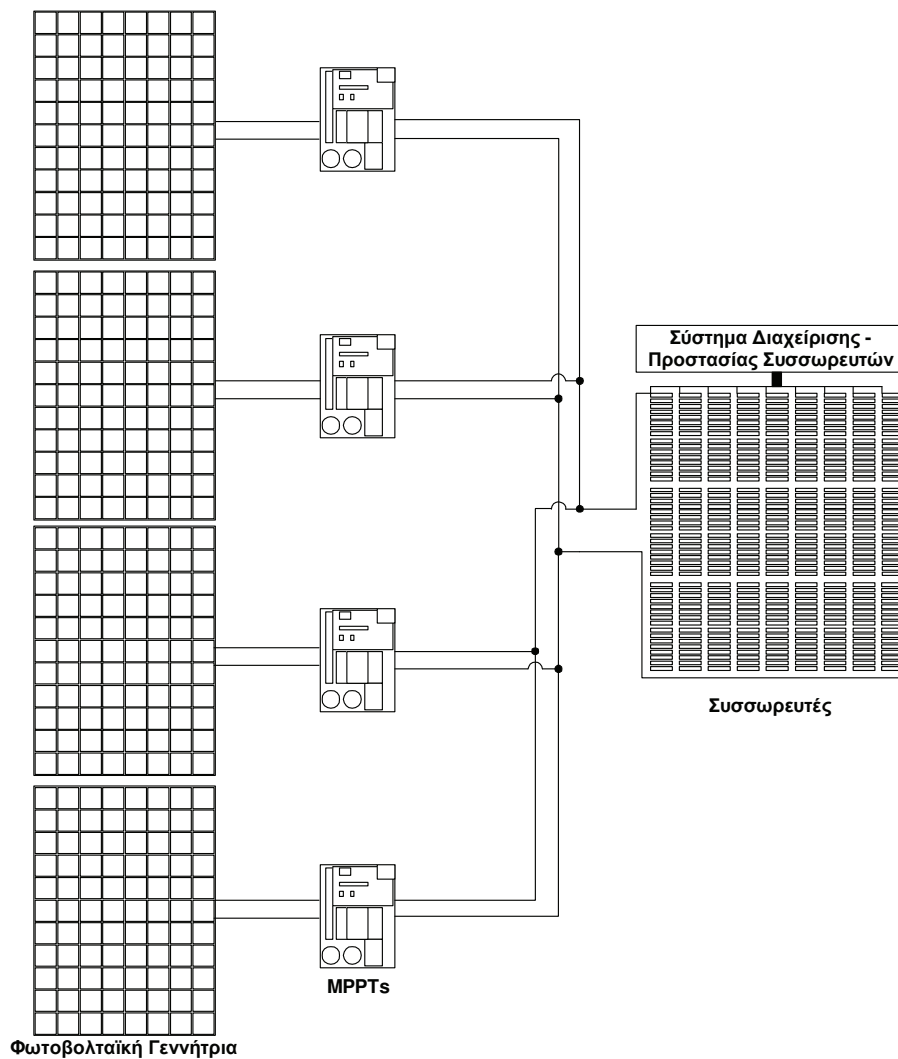 Σύστημα Διαχείρισης -
Προστασίας Συσσωρευτών
Συσσωρευτές
MPPTs
Φωτοβολταϊκή Γεννήτρια